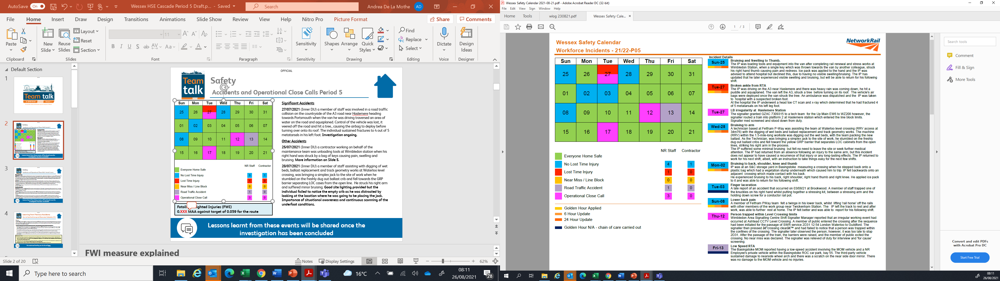 AutoSave On
Wessex HSE Cascade Period 5 Draft.p... - Saved
Search
Andrea De La Mothe AD
File Home Insert Draw Design Transitions Animations Slide Show Review View Help Nitro Pro Picture Format
Share Comments
Paste
Clipboard
New Slide
Reuse Slides
Layout
Reset
Section
Slides
11
Font
Paragraph
Sensitivity
Sensitivity
Shapes Arrange Quick Styles
Drawing
Find
Replace
Select
Editing
Dictate
Voice
Design Ideas
Designer
Default Section
1
2
3
4
Team talk
OFFICIAL
Team talk
Safety
Accidents and Operational Close Calls Period 5
Sun Mon Tue Wed Thu Fri Sat
25 26 27 28 29 30 31
01 02 03 04 05 06 07
08 09 10 11 12 13 14
15 16 17 18 19 20 21
NR Staff Contractor
Everyone Home Safe
No Lost Time Injury 3 1
Lost Time Injury 1 0
Near Miss / Line Block 0 0
Road Traffic Accident 1 0
Operational Close Call 3 0
MAA against target of 0.059 for the route
0.XXX
Significant Accidents
27/07/2021 (Inner DU) a member of staff was involved in a road traffic
collision on the countryside of the A3 road near Haslemere heading
towards Portsmouth when the van he was driving traversed an area of
water on the road and aquaplaned. Control of the vehicle was lost, it
veered off the road and hit a tree., causing the airbag to deploy before
turning over onto its roof. The individual sustained fractures to 4 out of 5
metatarsals in his left foot. Investigation ongoing.
Other Accidents
25/07/2021 (Inner DU) a contractor working on behalf of the
maintenance team was unloading tools at Wimbledon station when his
right hand was struck by a bag of keys causing pain, swelling and
bruising. More information on Slide 5.
28/07/2021 (Inner DU) a member of staff assisting with digging of wet
beds, ballast replacement and track geometry works at Waterloo level
crossing, was bringing a simplex jack to the site of work when he
stumbled on the freshly dug out ballast crib and fell towards the GRP
barrier separating LOC cases from the open line. He struck his right arm
and suffered minor bruising. Good site lighting provided but the
individual failed to notice the empty crib as he was distracted by
looking at the location where he was going to be placing the jack.
Importance of situational awareness and continuous scanning of the
underfoot conditions.
Lessons learnt from these events will be shared once the
investigation has been concluded
FWI measure explained
Slide 2 of 20
Notes Display Settings 62%
Type here to search
16°C
08:11
26/08/2021
28
Wessex Safety Calendar 2021-08-21.pdf - Adobe Acrobat Reader DC (32-bit)
File Edit View Sign Window Help
Home Tools wlog 230821.pdf Wessex Safety Cale... ×
1 / 3
Wessex Safety Calendar
Workforce Incidents - 21/22-P05
NetworkRail
Sun Mon Tue Wed Thu Fri Sat
25 26 27 28 29 30 31
01 02 03 04 05 06 07
08 09 10 11 12 13 14
15 16 17 18 19 20 21
NR Staff Contractor
Everyone Home Safe
No Lost Time Injury 4 1
Lost Time Injury 1 0
Near Miss / Line Block 0 0
Road Traffic Accident 1 0
Operational Close Call 3 0
Golden Hour Applied
6 Hour Update
24 Hour Update
Golden Hour N/A - chain of care carried out
Incident Details
Sun-25
Bruising and Swelling to Thumb.
The IP was loading tools and equipment into the van after completing rail renewal and stress works at
Wimbledon Station, when a single key which was thrown towards the van by another colleague, struck
his right hand thumb causing pain and redness. Ice pack was applied to the hand and the IP was
advised to attend hospital but declined this, due to having no visible swelling/bruising. The IP has
updated that he later experienced visible swelling and bruising, but will be able to return for his following
shift.
Tue-27
Broken ankle from RTA
The IP was driving on the A3 near Haslemere and there was heavy rain was coming down, he hit a
puddle and aquaplaned. The van left the A3, struck a tree before turning on its roof. The vehicle's air
bags were deployed once the van struck the tree. An ambulance was dispatched and the IP was taken
to hospital with a suspected broken foot.
At the hospital the IP underwent a head toe CT scan and x-ray which determined that he had fractured 4
of 5 metatarsals on his left leg foot.
Tue-27
LB irregularity at Haslemere Station
The signaller granted GZAC 7309315 to a tech team for the Up Main EW6 to WZ208 however, the
signaller routed a train into platform 2 at Haslemere station which entered the line block limits.
Signaller med screened and stood down from duty.
Wed-28
Bruising to arm
A technician based at Feltham P-Way was assisting the team at Waterloo level crossing (RRV access at
34m76) with the digging of wet beds and ballast replacement and track geometry works. The machine
(RRV) within the 1.5-mile-long worksite was digging out the wet beds, with the team packing the new
ballast. As the Technician, was bringing a simplex jack to the site of work, he stumbled on the freshly
dug out ballast cribs and fell toward the yellow GRP barrier that separates LOC cabinets from the open
lines, striking his right arm in the process.
The IP suffered some minimal bruising but felt no need to leave the site or seek further medical
attention. The IP had returned from an absence following an injury to the same arm, but this incident
does not appear to have caused a recurrence of that injury or any long-lasting effects. The IP returned to
work for his next shift, albeit, with an instruction to take things easy for the next few shifts.
Mon-02
Bruising to back, shoulder, knee and thumb
IP was at an S&C storage yard in Basingstoke measuring a crossing when he stepped back onto a
plastic bag which had a vegetation stump underneath which caused him to trip. IP fell backwards onto an
adjacent crossing which made contact with his back.
He experienced bruising to his back, right shoulder, right hand thumb and right knee. He applied ice pack
to it and was able to return for his following shift.
Tue-03
Finger laceration
A late report of an accident that occurred on 03/08/21 at Brookwood. A member of staff trapped one of
the knuckles on his right hand whilst putting together a stressing kit, between a stressing arm and the
holding down screw for a conductor rail pot.
Sun-08
Lower back pain
A member of Feltham PWay team felt a twinge in his lower back, whilst lifting 'rail horse' off the rails
with other members of the work group near Twickenham Station. The IP left the track to rest and after
work, was able to further rest at home. The IP felt better and was able to report for his following shift.
Thu-12
Person trapped within Level Crossing limits
Wimbledon Area Signalling Centre Shift Signaller Manager reported that an irregular working event had
occurred at Ashtead CCTV Level Crossing. A member of public entered the crossing after the sequence
had been initiated for the passage of SWR service 2D31 12:54 London Waterloo to Guildford. The
signaller then pressed â€˜crossing clearâ€™ and had failed to notice that a person was trapped within
the confines of the crossing. The signaller later observed the person; however, it was too late to stop
2D31. After the passage of the train, the barriers were raised, and the member of public exited the
crossing. No near miss was declared. The signaller was relieved of duty for interview and 'for cause'
screening.
Fri-13
Low Speed RTA
The Basingstoke MOM reported having a low-speed accident involving the MOM vehicle and a NR
Employee's private vehicle within the Basingstoke ROC car park, bay 55. The third-party vehicle
sustained damage to nearside wheel arch and there was a scratch on the near side door mirror. There
was no damage to the MOM vehicle and no injuries.
Search tools
Comment
Fill & Sign
More Tools
Convert and edit PDFs
with Acrobat Pro DC
Start Free Trial
08:11
26/08/2021